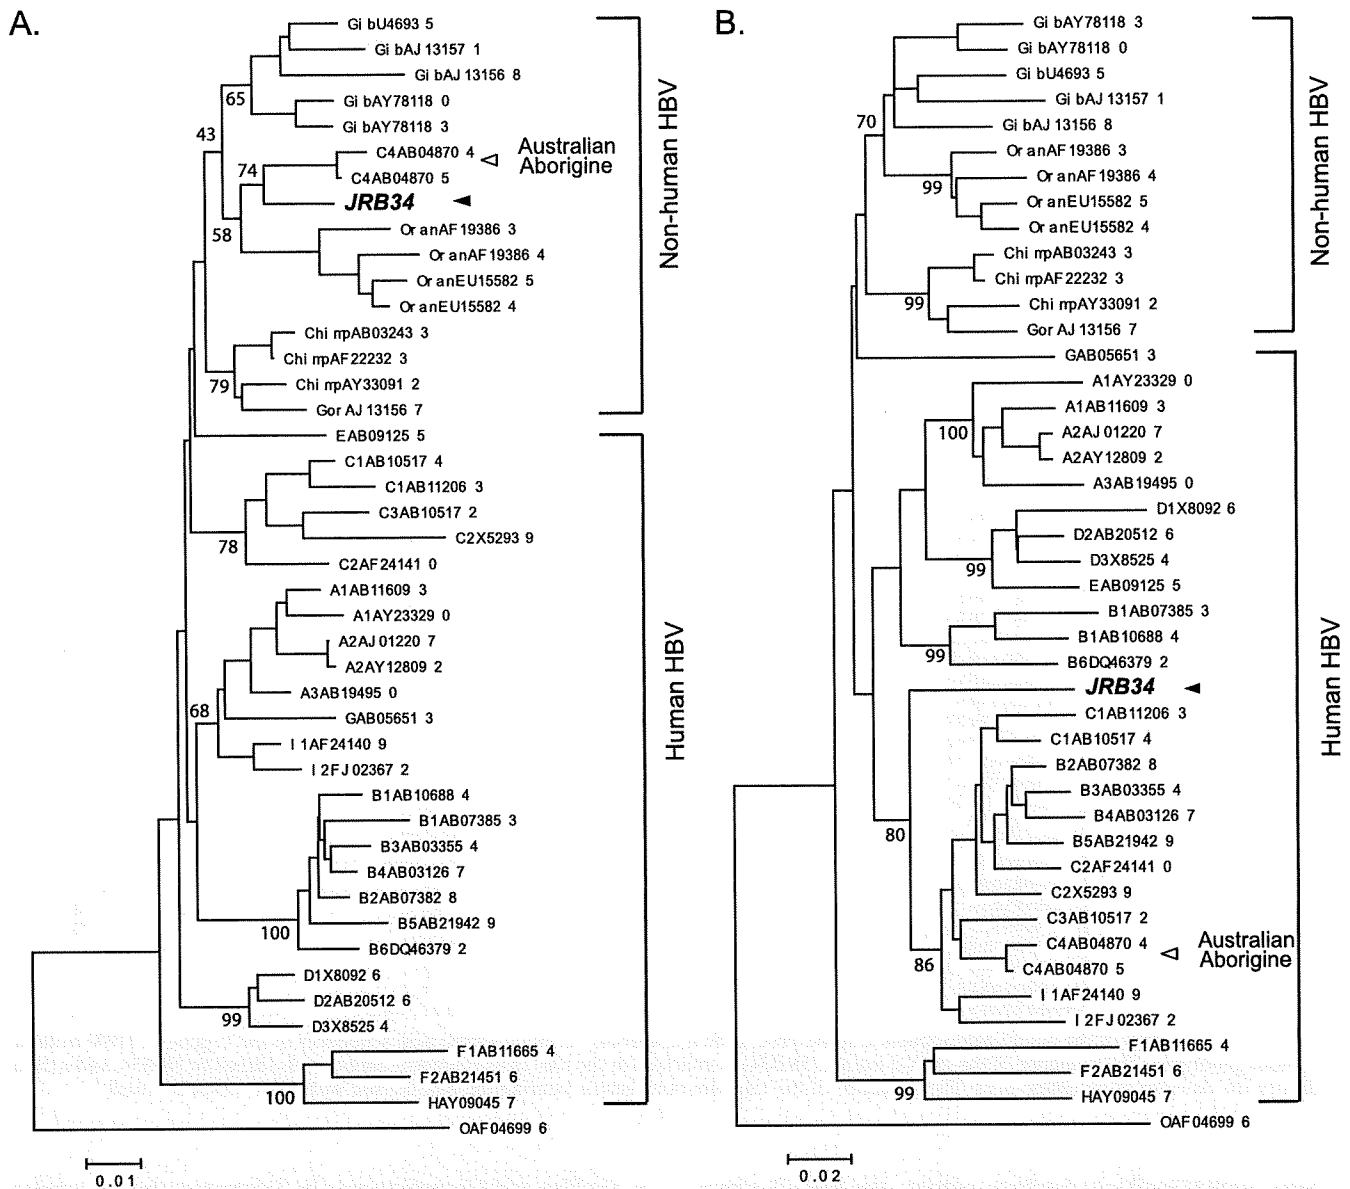 A.
Gi bU4693 5
Gi bAJ 13157 1
Gi bAJ 13156 8
65
Gi bAY78118 0
Gi bAY78118 3
43
C4AB04870 4
Australian
Aborigine
74
C4AB04870 5
JRB34
58
Or anAF19386 3
Or anAF19386 4
Or anEU15582 5
Or anEU15582 4
Chi mpAB03243 3
Chi mpAF22232 3
79
Chi mpAY33091 2
Gor AJ 13156 7
Non-human HBV
EAB09125 5
C1AB10517 4
C1AB11206 3
C3AB10517 2
C2X5293 9
78
C2AF24141 0
A1AB11609 3
A1AY23329 0
A2AJ 01220 7
A2AY12809 2
A3AB19495 0
68
GAB05651 3
I 1AF24140 9
I 2FJ 02367 2
B1AB10688 4
B1AB07385 3
B3AB03355 4
B4AB03126 7
B2AB07382 8
B5AB21942 9
100
B6DQ46379 2
D1X8092 6
D2AB20512 6
99
D3X8525 4
F1AB11665 4
F2AB21451 6
100
HAY09045 7
Human HBV
OAF04699 6
0.01
B.
Gi bAY78118 3
Gi bAY78118 0
Gi bU4693 5
Gi bAJ 13157 1
70
Gi bAJ 13156 8
Or anAF19386 3
Or anAF19386 4
99
Or anEU15582 5
Or anEU15582 4
Chi mpAB03243 3
Chi mpAF22232 3
99
Chi mpAY33091 2
Gor AJ 13156 7
Non-human HBV
GAB05651 3
A1AY23329 0
A1AB11609 3
100
A2AJ 01220 7
A2AY12809 2
A3AB19495 0
D1X8092 6
D2AB20512 6
D3X8525 4
99
EAB09125 5
B1AB07385 3
B1AB10688 4
99
B6DQ46379 2
JRB34
C1AB11206 3
C1AB10517 4
B2AB07382 8
B3AB03355 4
B4AB03126 7
80
B5AB21942 9
C2AF24141 0
C2X5293 9
C3AB10517 2
C4AB04870 4
Australian
Aborigine
86
C4AB04870 5
I 1AF24140 9
I 2FJ 02367 2
F1AB11665 4
F2AB21451 6
99
HAY09045 7
Human HBV
OAF04699 6
0.02